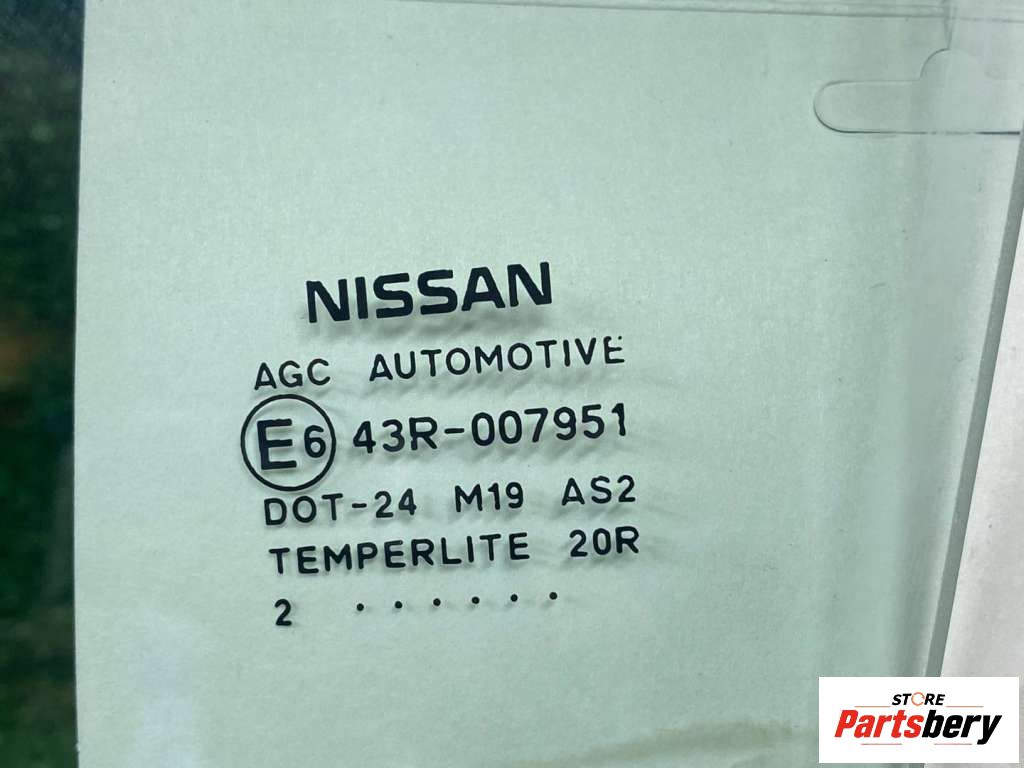 NISSAN
AGC AUTOMOTIVE
E6 43R-007951
DOT-24 M19 AS2
TEMPERLITE 20R
2 . . . . . .
STORE
Partsbery